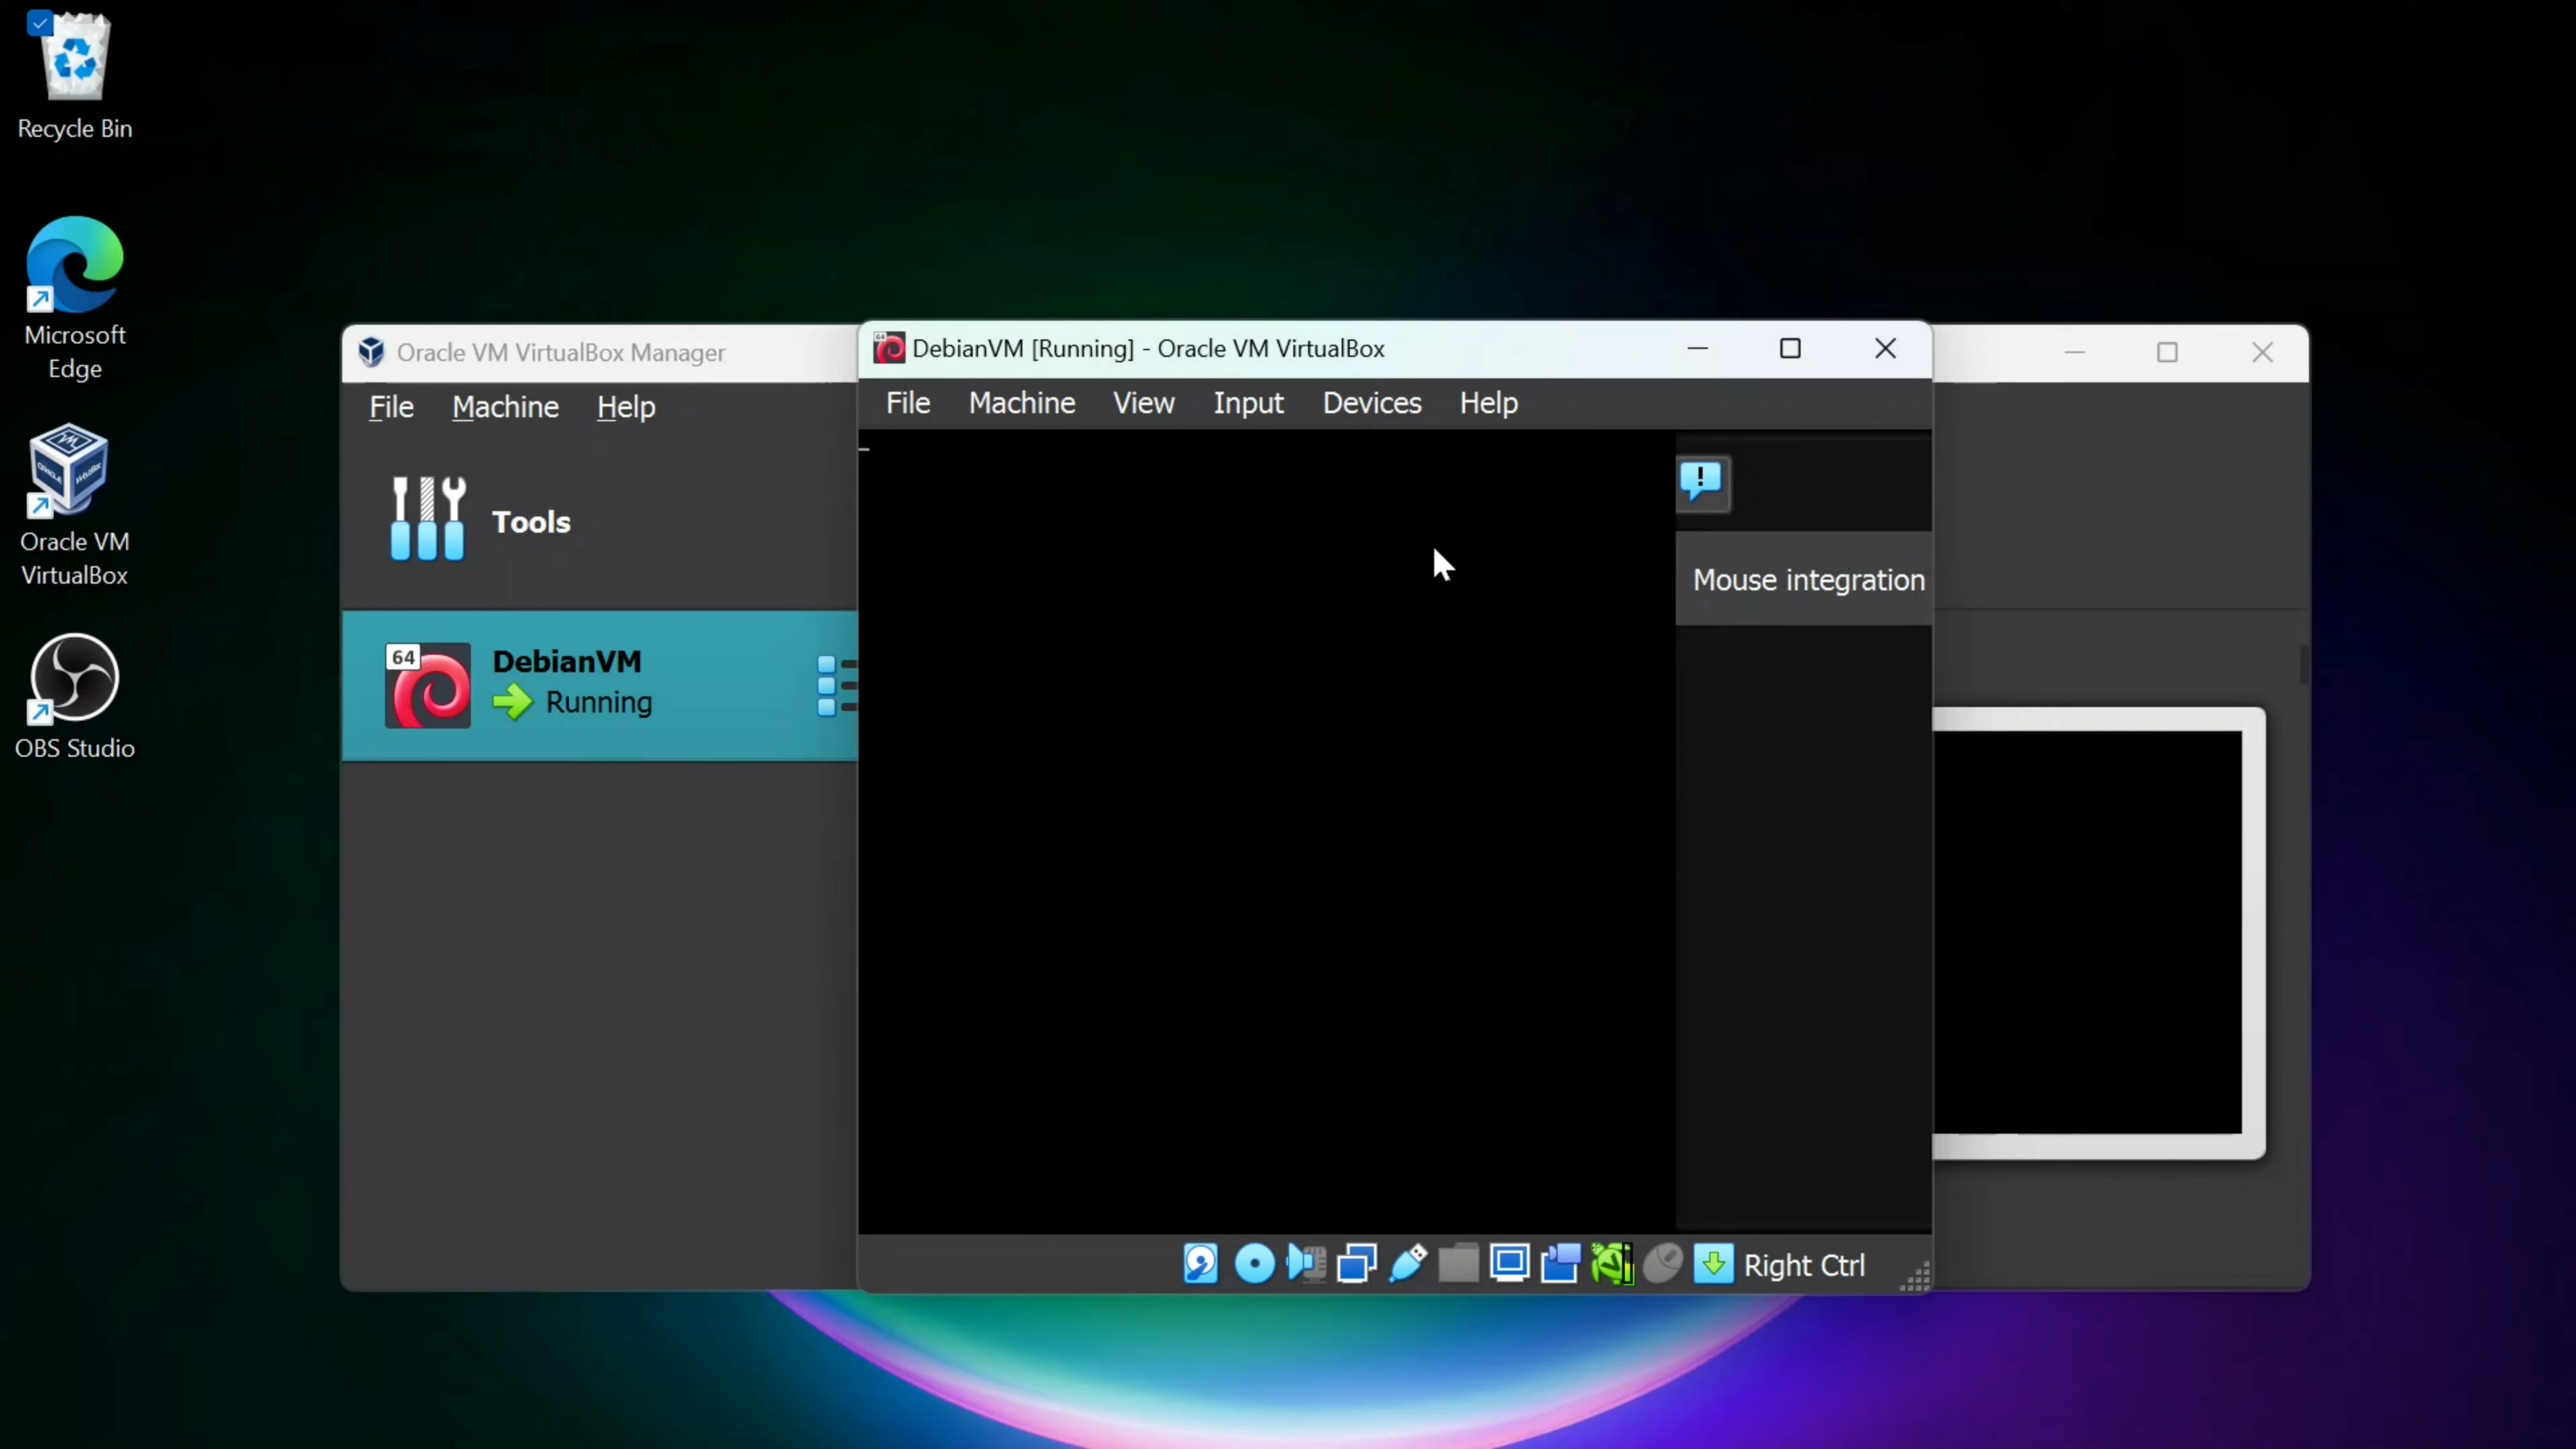 Recycle Bin
Microsoft
Edge
Oracle VM
VirtualBox
OBS Studio
Oracle VM VirtualBox Manager
File Machine Help
Tools
64
DebianVM
Running
64
DebianVM [Running] - Oracle VM VirtualBox
File Machine View Input Devices Help
Mouse integration
Right Ctrl